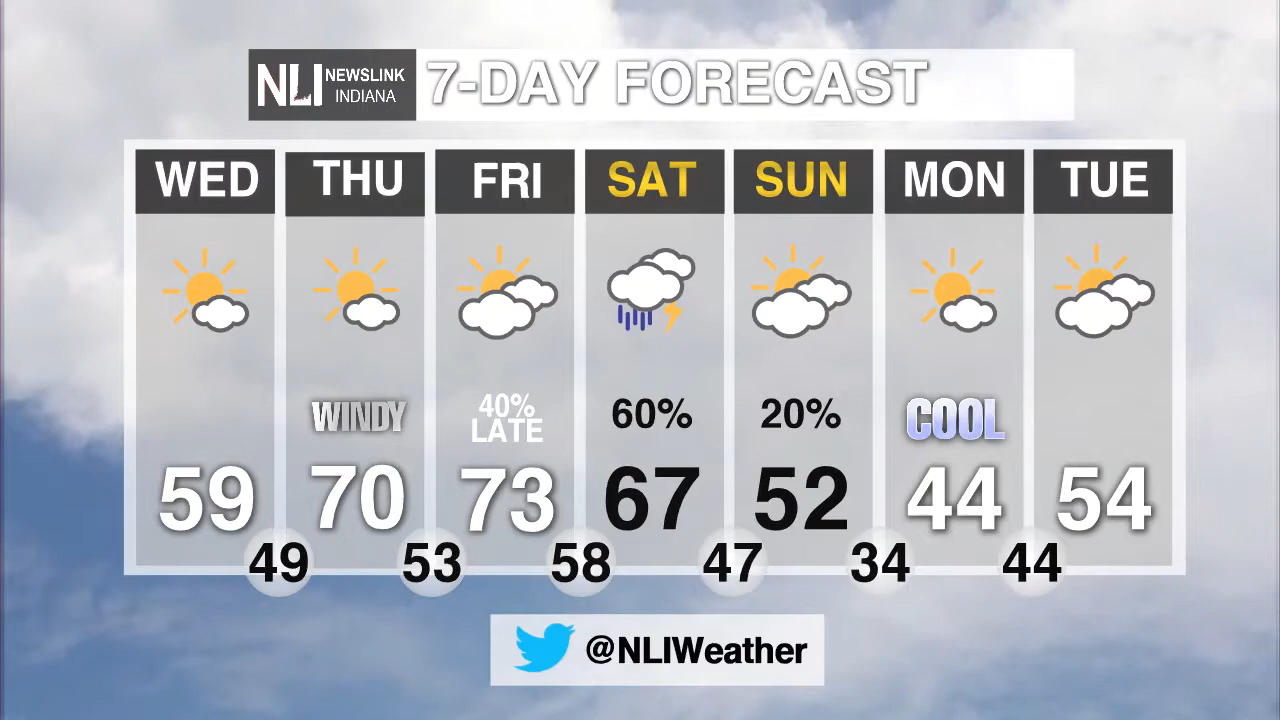 NLI NEWSLINK INDIANA
7-DAY FORECAST
WED THU FRI SAT SUN MON TUE
WINDY 40% LATE 60% 20% COOL
59 70 73 67 52 44 54
49 53 58 47 34 44
@NLIWeather